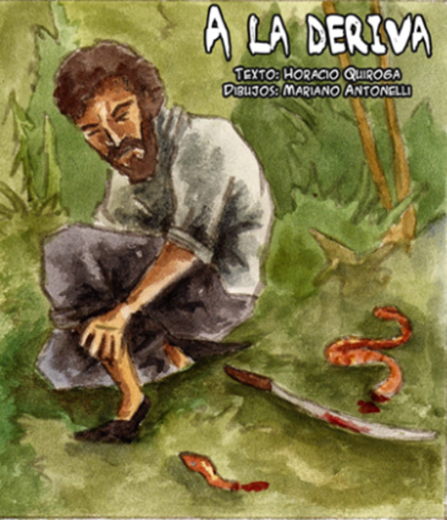 A LA DERIVA
TEXTO: HORACIO QUIROGA
DIBUJOS: MARIANO ANTONELLI